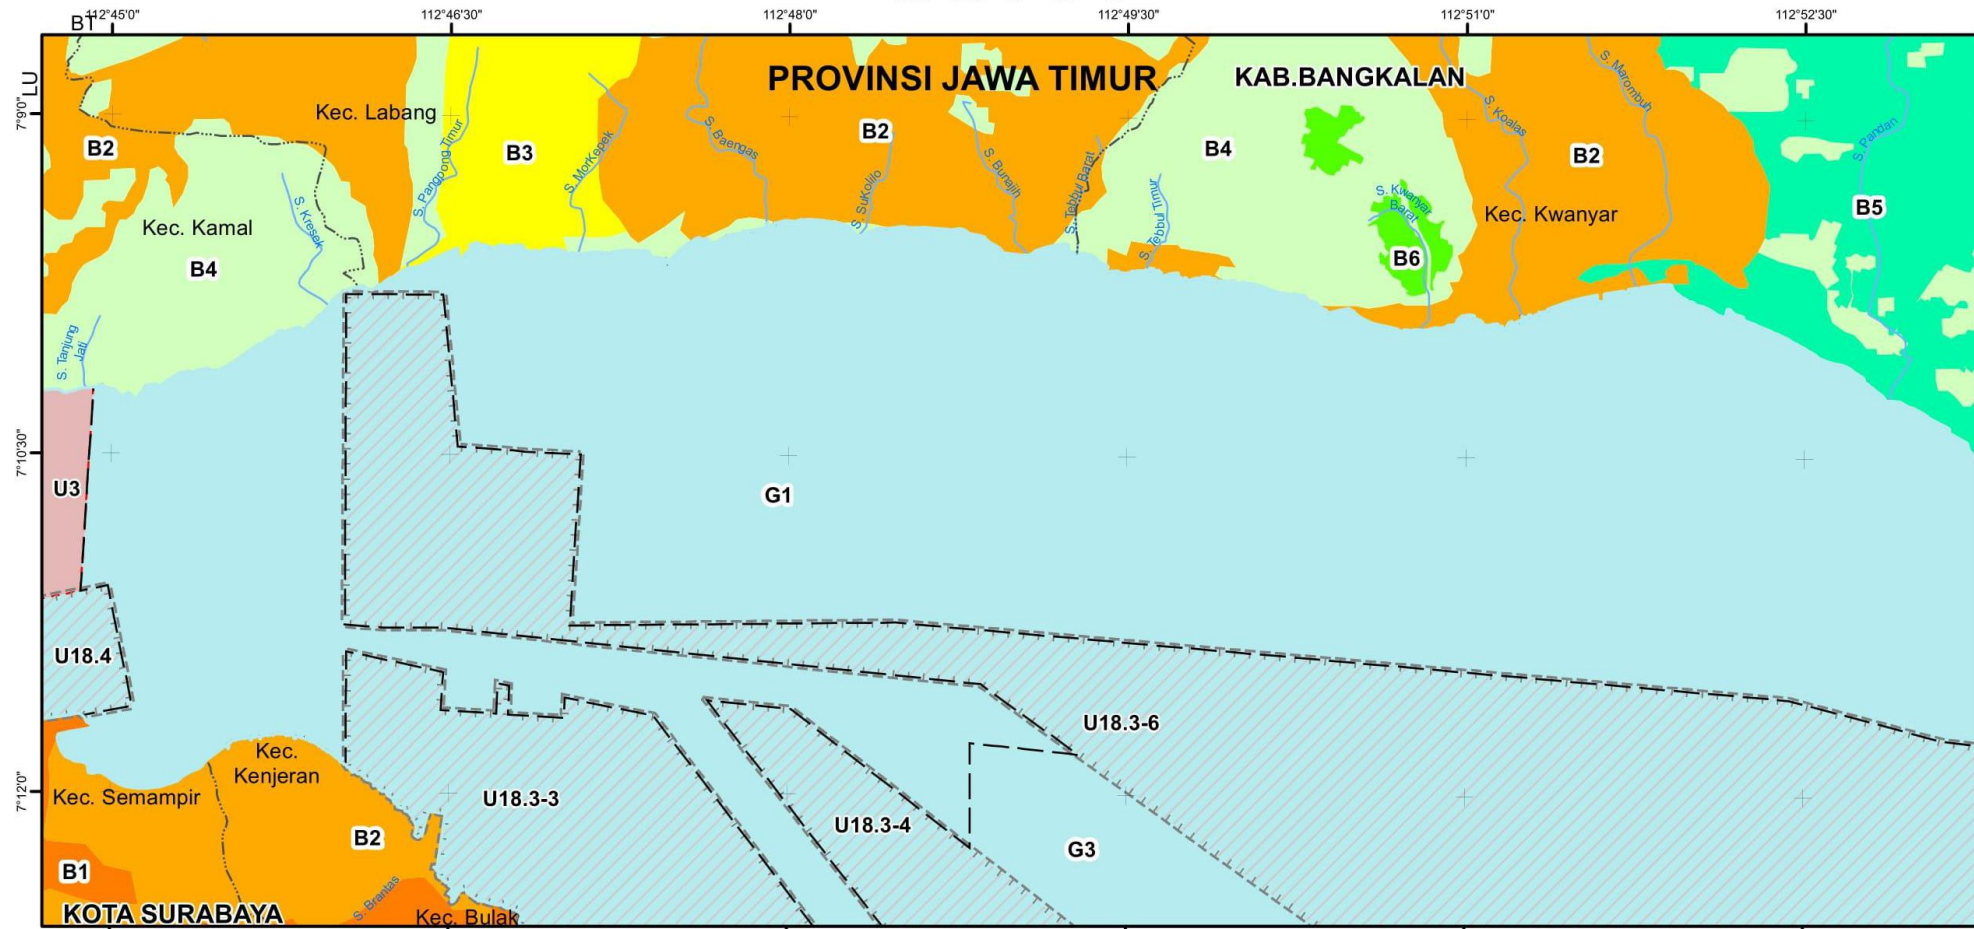 112°45'0"
112°46'30"
112°48'0"
112°49'30"
112°51'0"
112°52'30"
BT
LU
7°9'0"
7°10'30"
7°12'0"
PROVINSI JAWA TIMUR
KAB.BANGKALAN
Kec. Labang
B2
B3
B2
B4
B2
B5
S. Pangpong Timur
S. MorKepek
S. Baengas
S. SuKolilo
S. Bunajih
S. Tebbul Barat
S. Tebbul Timur
S. Koalas
S. Marombuh
S. Pandan
S. Kwanyar
Barat
Kec. Kwanyar
B6
Kec. Kamal
B4
S. Kresek
S. Tanjung
Jati
U3
G1
U18.4
U18.3-6
U18.3-3
U18.3-4
G3
Kec.
Kenjeran
Kec. Semampir
B2
B1
S. Brantas
KOTA SURABAYA
Kec. Bulak